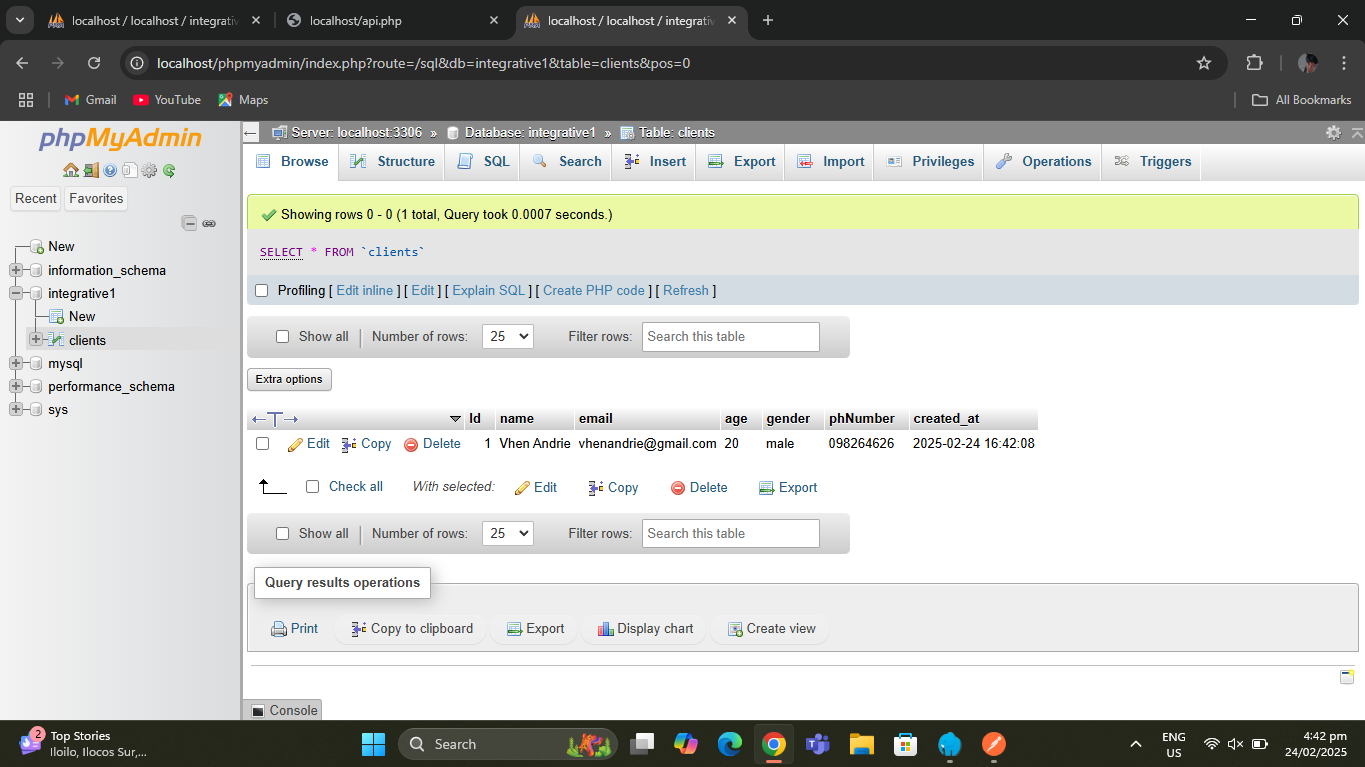 localhost / localhost / integrativ
localhost/api.php
localhost / localhost / integrativ
localhost/phpmyadmin/index.php?route=/sql&db=integrative1&table=clients&pos=0
Gmail YouTube Maps All Bookmarks
phpMyAdmin
Recent Favorites
New
information_schema
integrative1
New
clients
mysql
performance_schema
sys
Server: localhost:3306 » Database: integrative1 » Table: clients
Browse Structure SQL Search Insert Export Import Privileges Operations Triggers
Showing rows 0 - 0 (1 total, Query took 0.0007 seconds.)
SELECT * FROM `clients`
Profiling [ Edit inline ] [ Edit ] [ Explain SQL ] [ Create PHP code ] [ Refresh ]
Show all Number of rows: 25 Filter rows: Search this table
Extra options
←T→ Id name email age gender phNumber created_at
Edit Copy Delete 1 Vhen Andrie vhenandrie@gmail.com 20 male 098264626 2025-02-24 16:42:08
Check all With selected: Edit Copy Delete Export
Show all Number of rows: 25 Filter rows: Search this table
Query results operations
Print Copy to clipboard Export Display chart Create view
Console
2
Top Stories
Iloilo, Ilocos Sur,...
Search
ENG
US
4:42 pm
24/02/2025